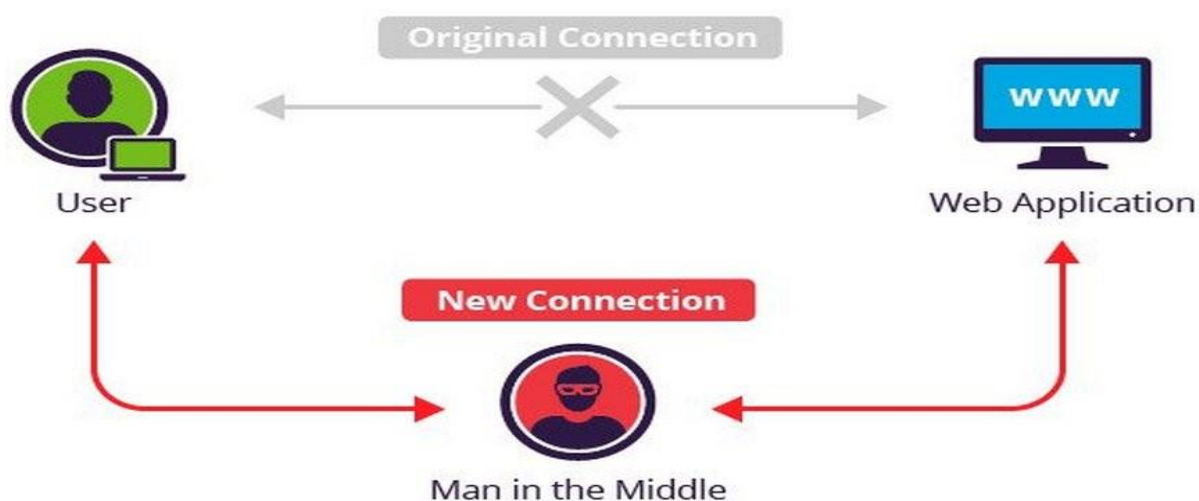 Original Connection
www
User
Web Application
New Connection
Man in the Middle